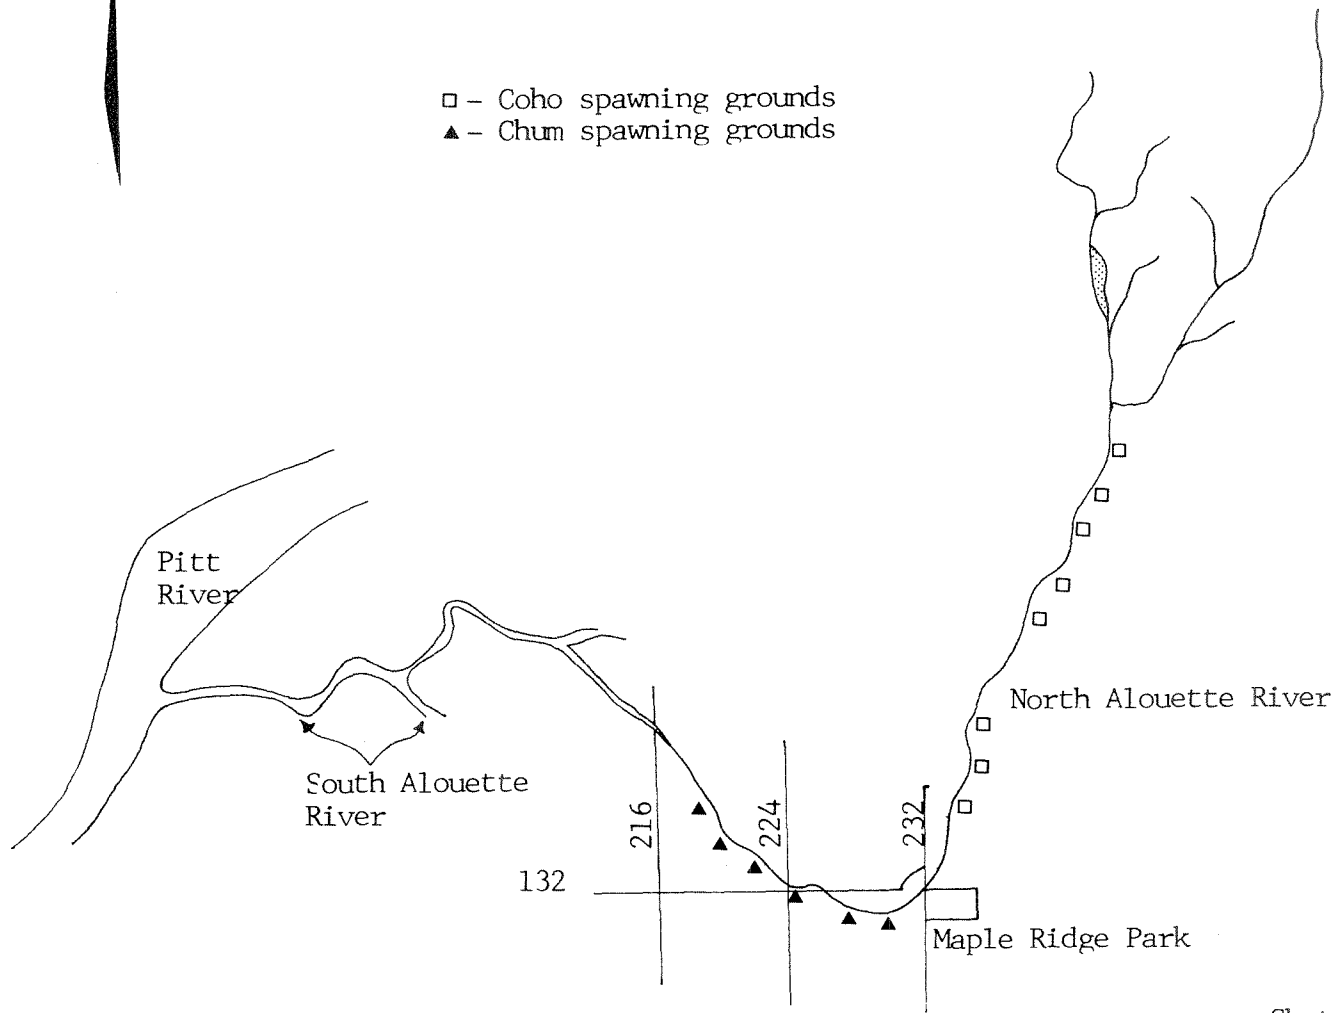 □ - Coho spawning grounds
▲ - Chum spawning grounds
Pitt
River
North Alouette River
South Alouette
River
216
224
232
132
Maple Ridge Park